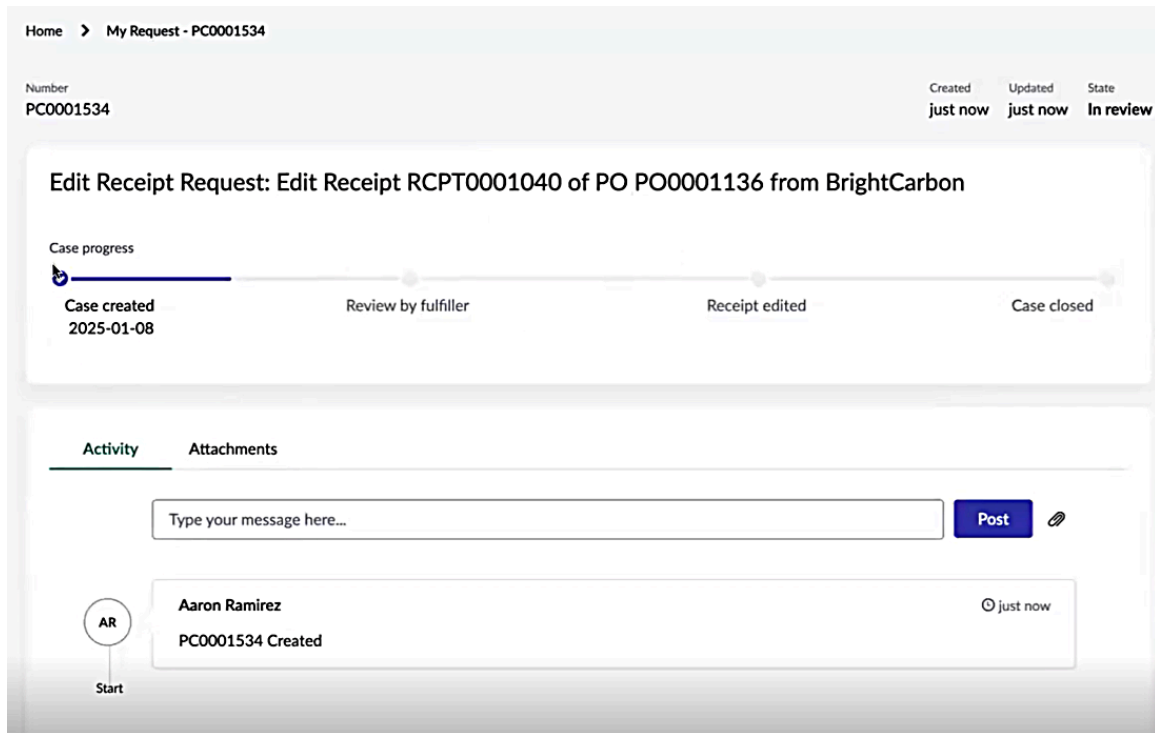 Home > My Request - PC0001534
Number
PC0001534
Created Updated State
just now just now In review
Edit Receipt Request: Edit Receipt RCPT0001040 of PO PO0001136 from BrightCarbon
Case progress
Case created Review by fulfiller Receipt edited Case closed
2025-01-08
Activity Attachments
Type your message here... Post
Aaron Ramirez just now
AR
PC0001534 Created
Start